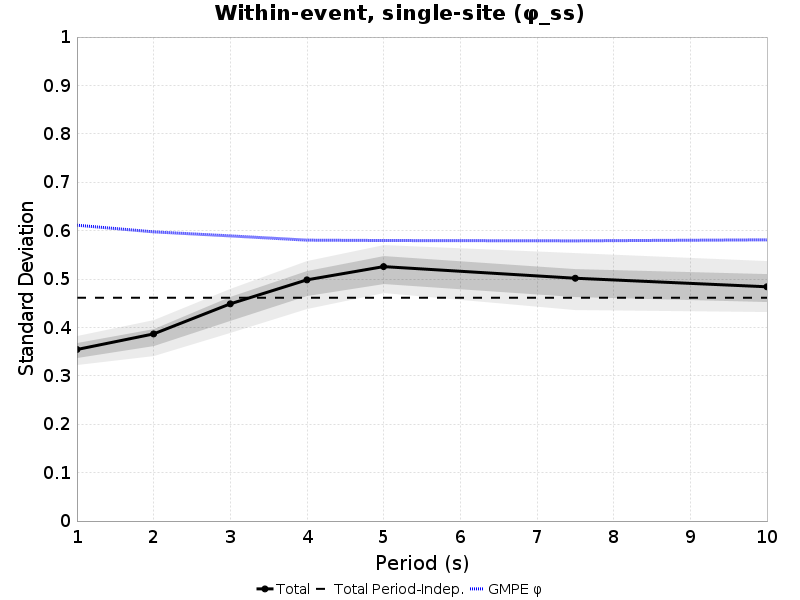 Within-event, single-site (φ_ss)
1
0.9
0.8
0.7
0.6
0.5
0.4
0.3
0.2
0.1
0
Standard Deviation
1 2 3 4 5 6 7 8 9 10
Period (s)
Total Total Period-Indep. GMPE φ